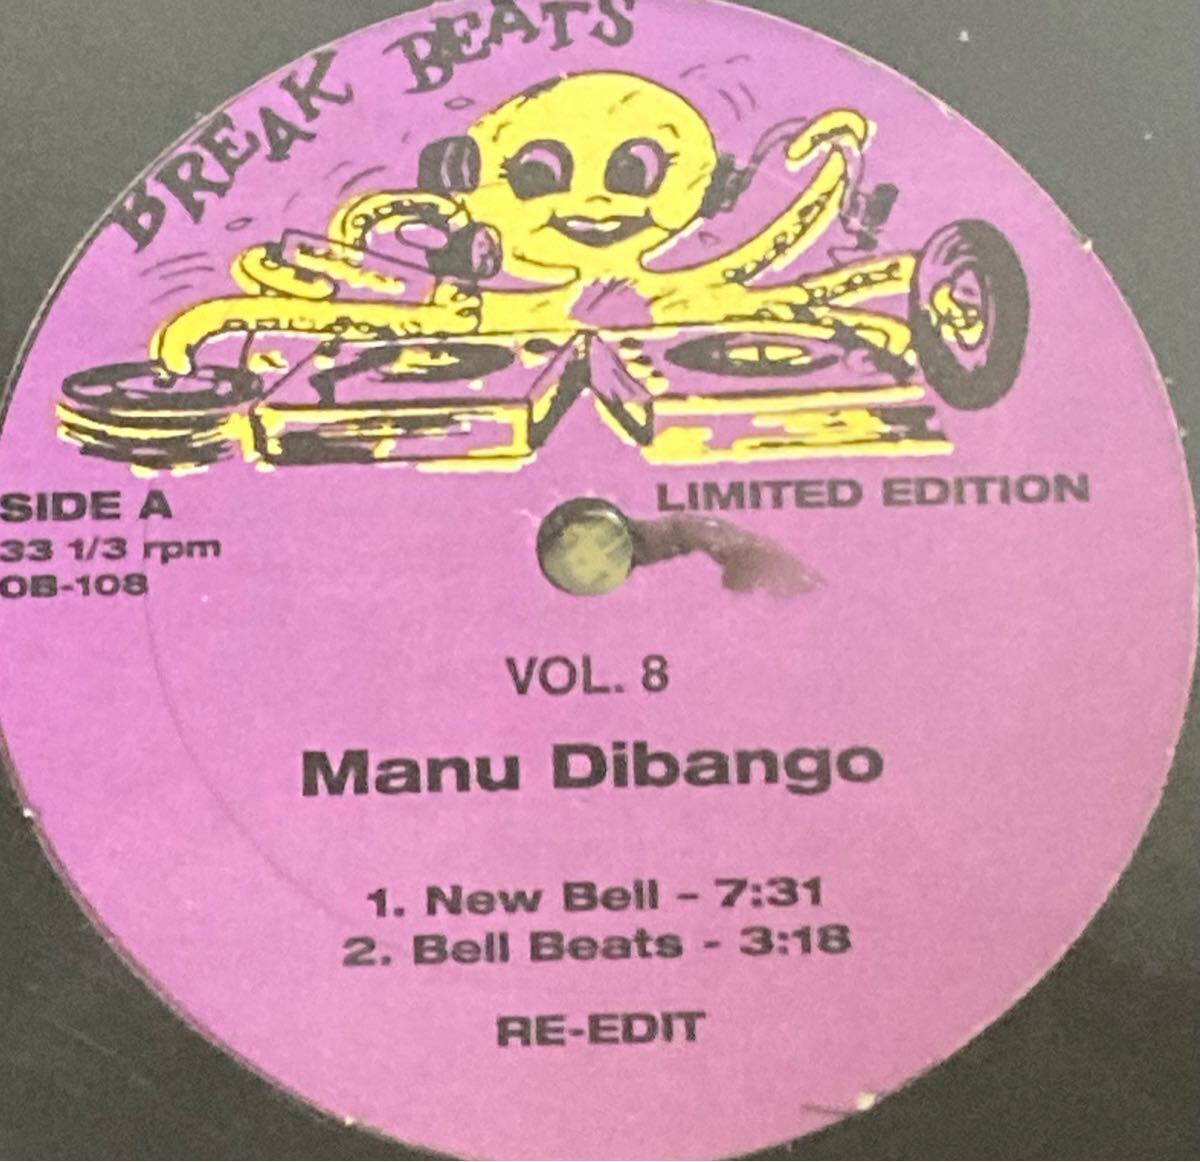 BREAK BEATS
SIDE A
33 1/3 rpm
OB-108
LIMITED EDITION
VOL. 8
Manu Dibango
1. New Bell - 7:31
2. Bell Beats - 3:18
RE-EDIT